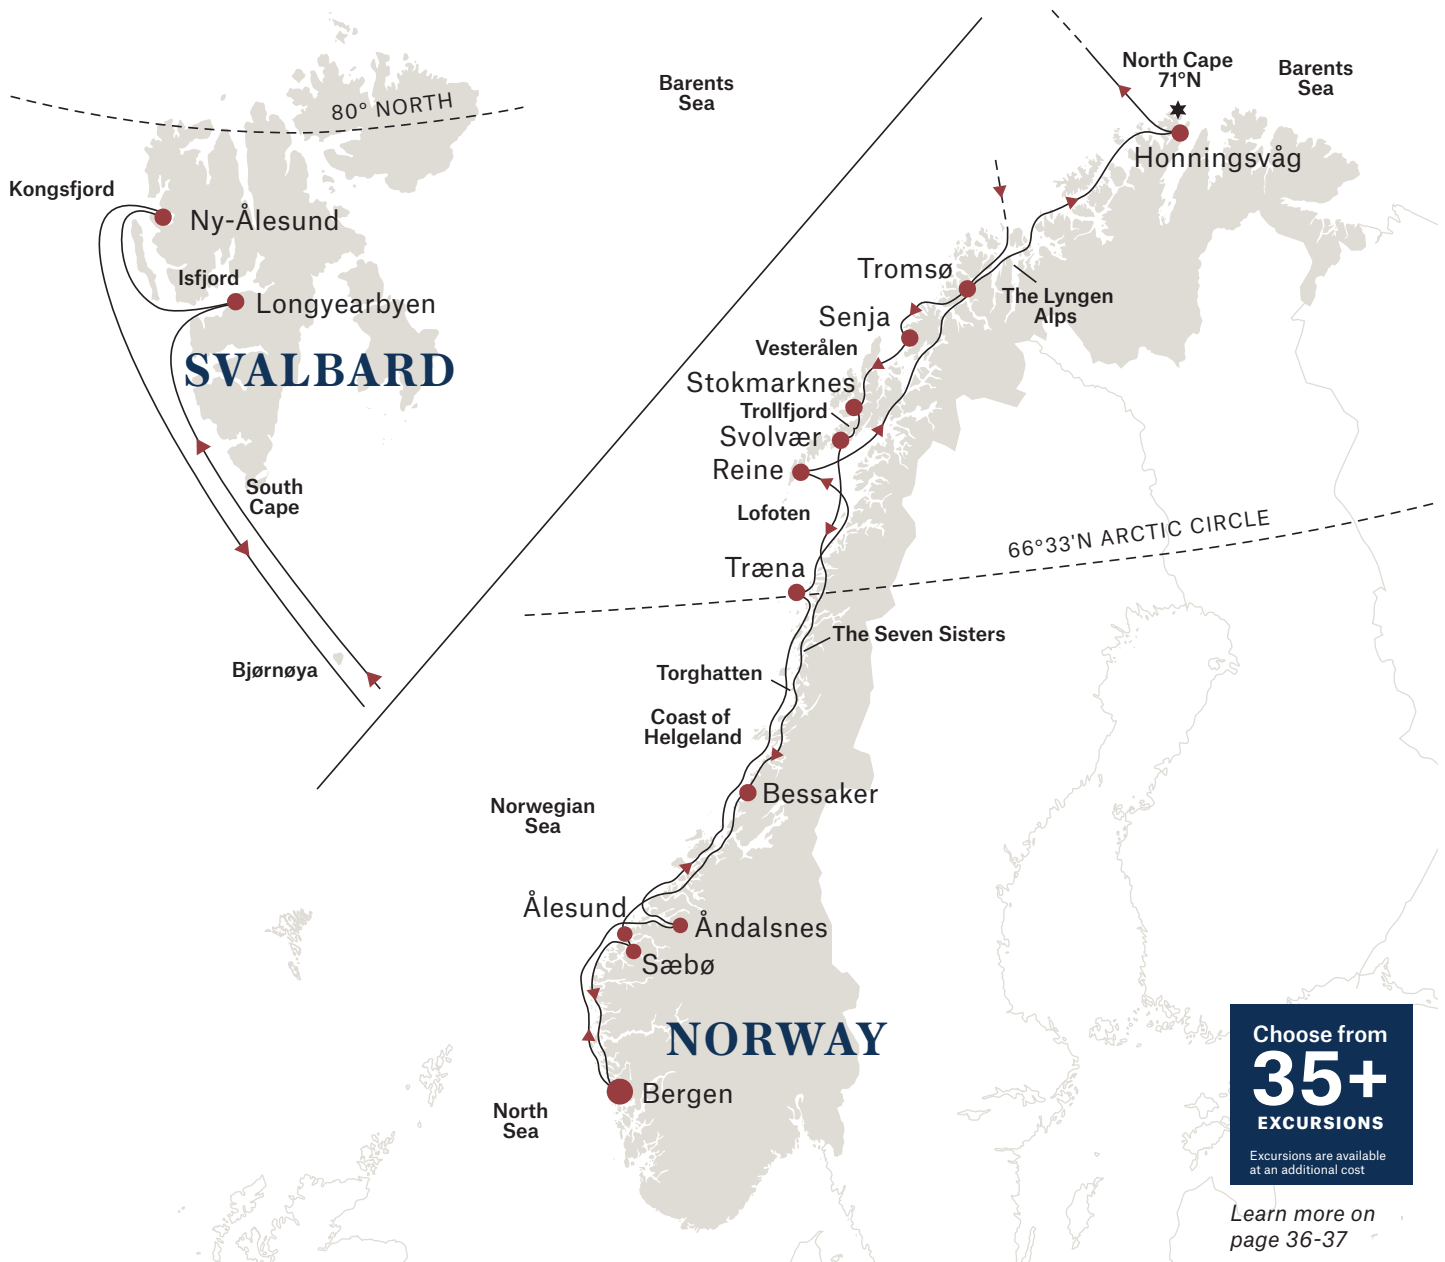 80° NORTH
Kongsfjord
Ny-Ålesund
Isfjord
Longyearbyen
SVALBARD
South
Cape
Bjørnøya
Barents
Sea
North Cape
71°N
Barents
Sea
Honningsvåg
Tromsø
The Lyngen
Alps
Senja
Vesterålen
Stokmarknes
Trollfjord
Svolvær
Reine
Lofoten
66°33'N ARCTIC CIRCLE
Træna
The Seven Sisters
Torghatten
Coast of
Helgeland
Bessaker
Norwegian
Sea
Ålesund
Åndalsnes
Sæbø
NORWAY
Bergen
North
Sea
Choose from
35+
EXCURSIONS
Excursions are available
at an additional cost
Learn more on
page 36-37